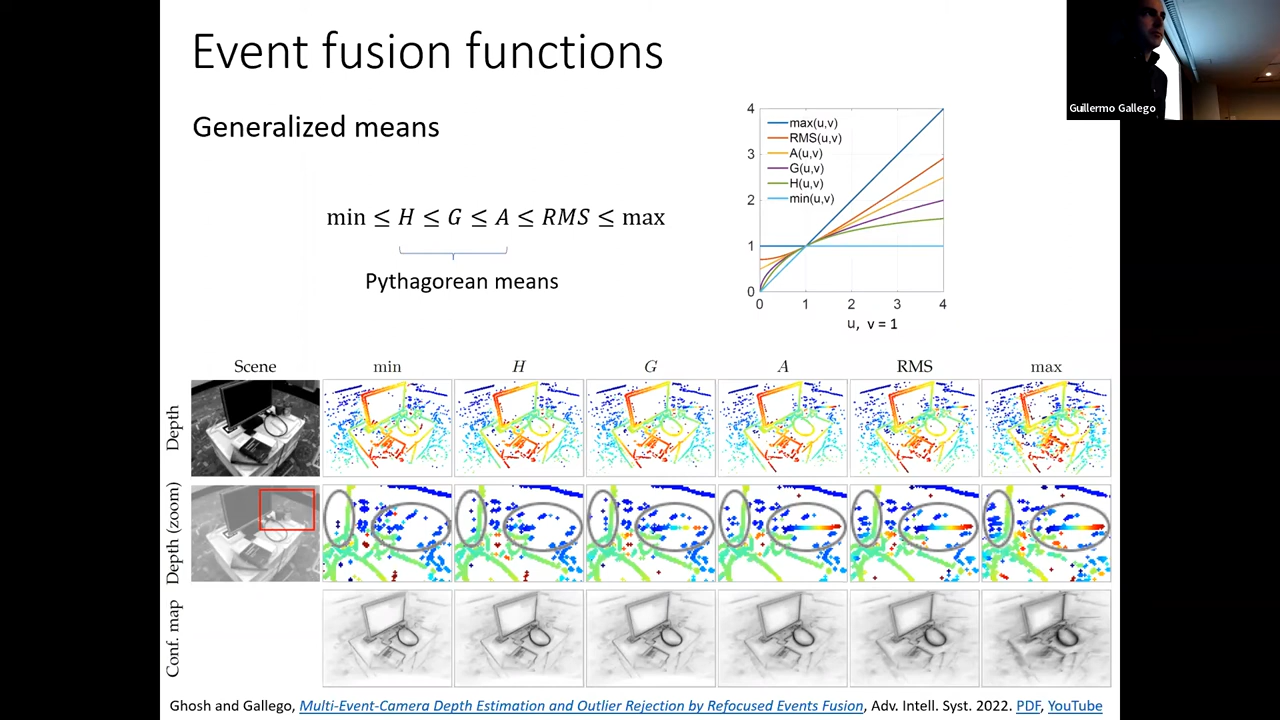 Event fusion functions
Guillermo Gallego
Generalized means
min ≤ H ≤ G ≤ A ≤ RMS ≤ max
Pythagorean means
4
3
2
1
0
max(u,v)
RMS(u,v)
A(u,v)
G(u,v)
H(u,v)
min(u,v)
0 1 2 3 4
u, v = 1
Scene min H G A RMS max
Depth
Depth (zoom)
Conf. map
Ghosh and Gallego, Multi-Event-Camera Depth Estimation and Outlier Rejection by Refocused Events Fusion, Adv. Intell. Syst. 2022. PDF, YouTube